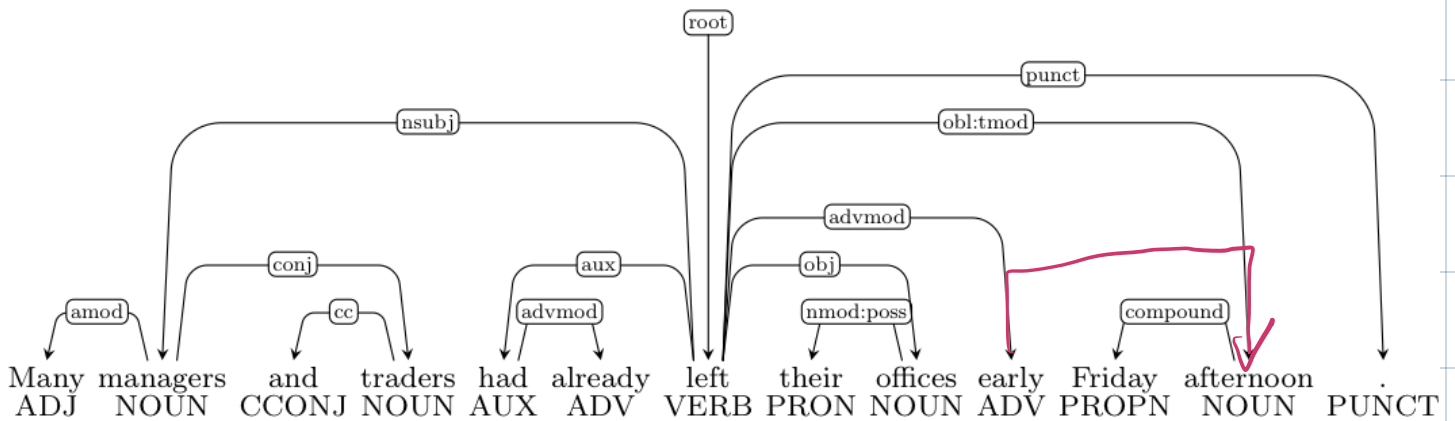 root
punct
nsubj obl:tmod
advmod
conj aux obj
amod cc advmod nmod:poss compound
Many managers and traders had already left their offices early Friday afternoon .
ADJ NOUN CCONJ NOUN AUX ADV VERB PRON NOUN ADV PROPN NOUN PUNCT